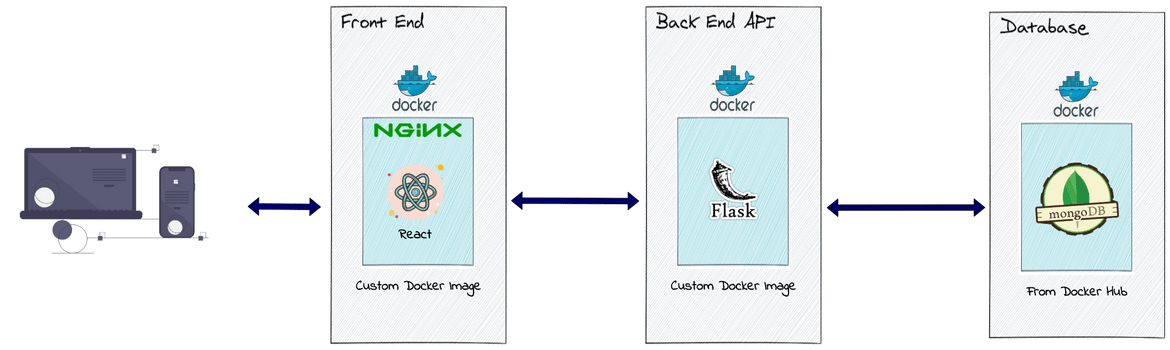 Front End
docker
NGINX
React
Custom Docker Image
Back End API
docker
Flask
Custom Docker Image
Database
docker
mongoDB
From Docker Hub